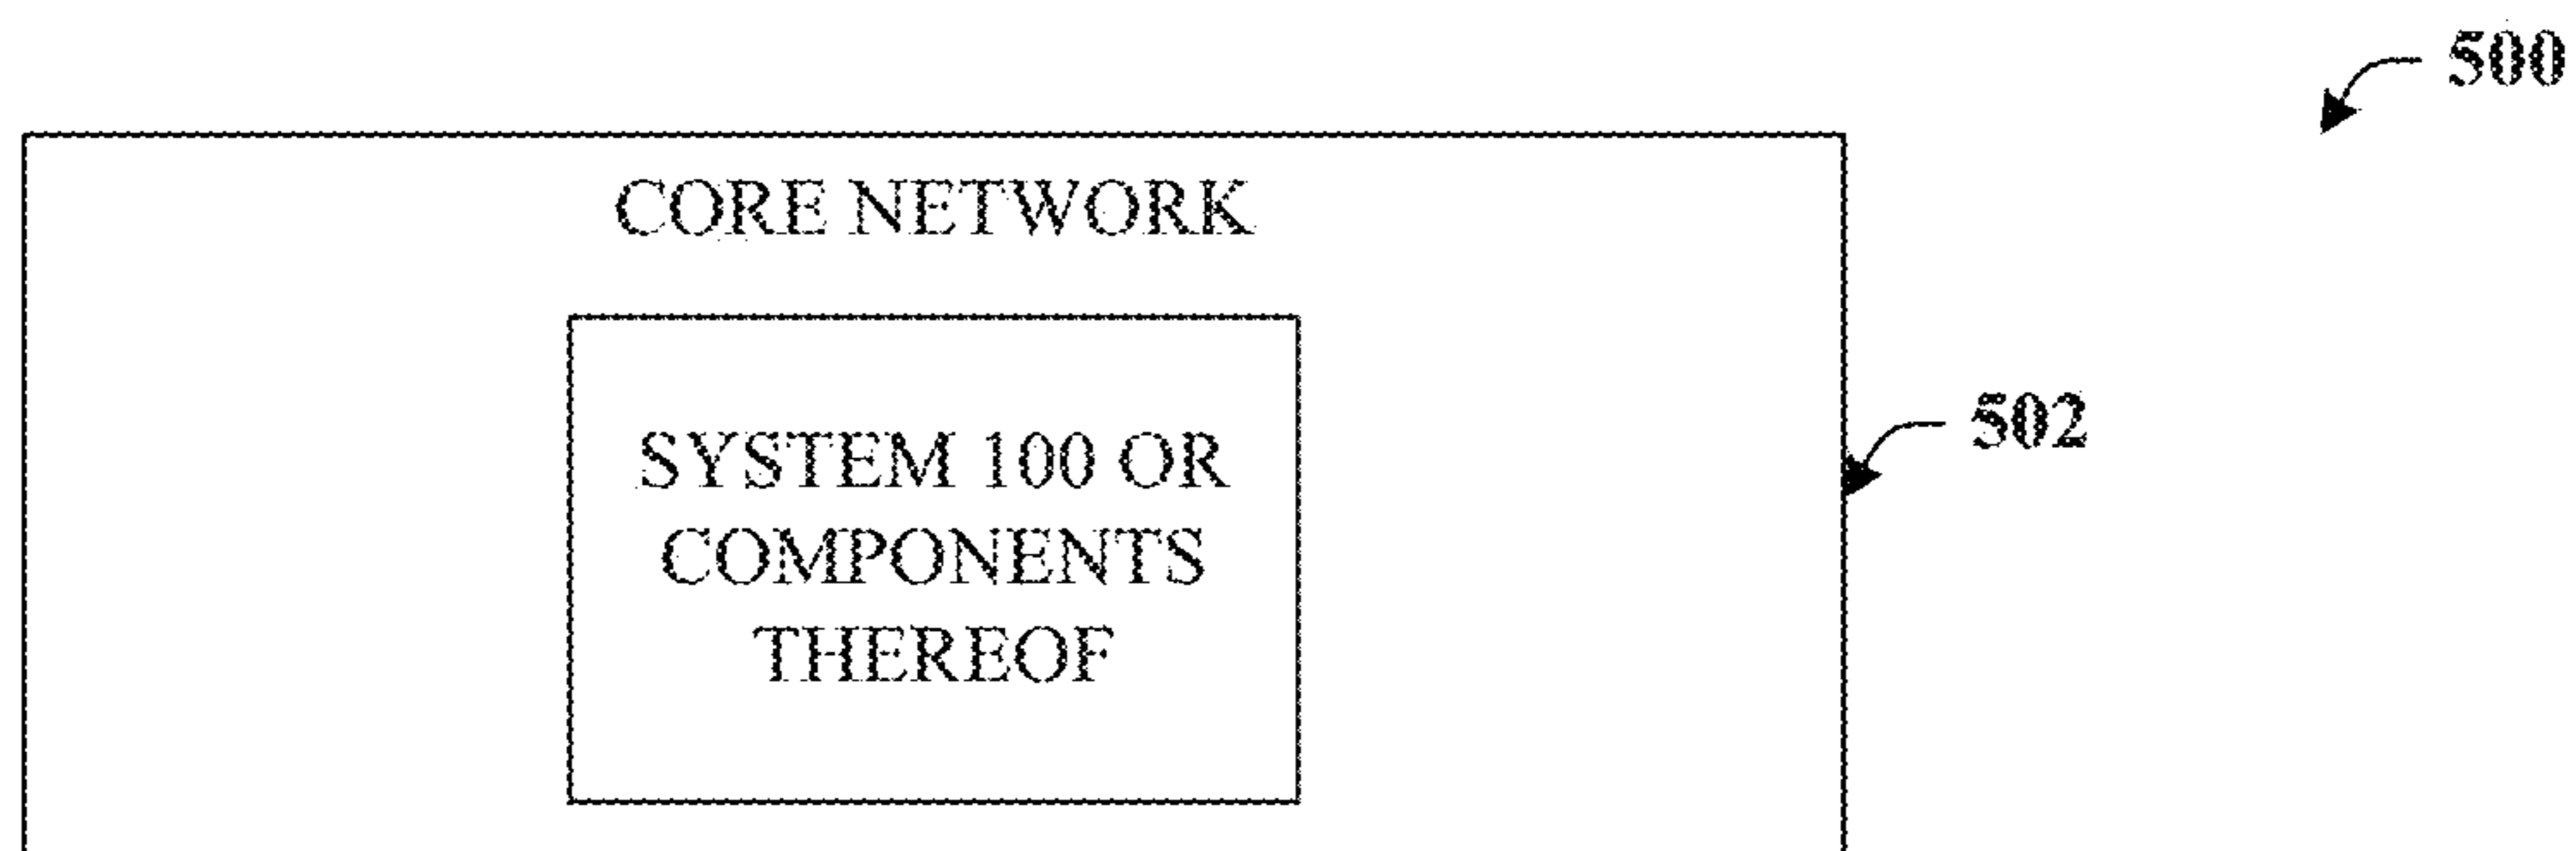 500
CORE NETWORK
502
SYSTEM 100 OR
COMPONENTS
THEREOF